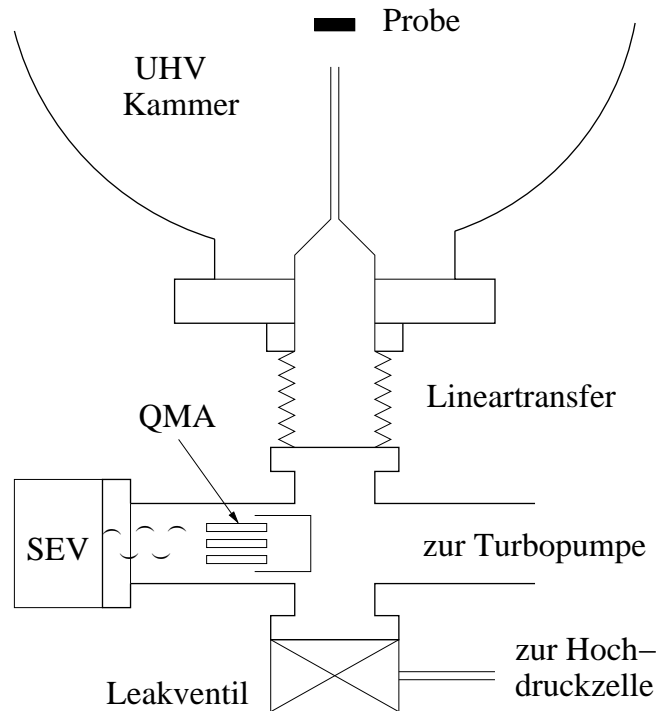 Probe
UHV
Kammer
Lineartransfer
QMA
SEV
zur Turbopumpe
zur Hoch–
druckzelle
Leakventil